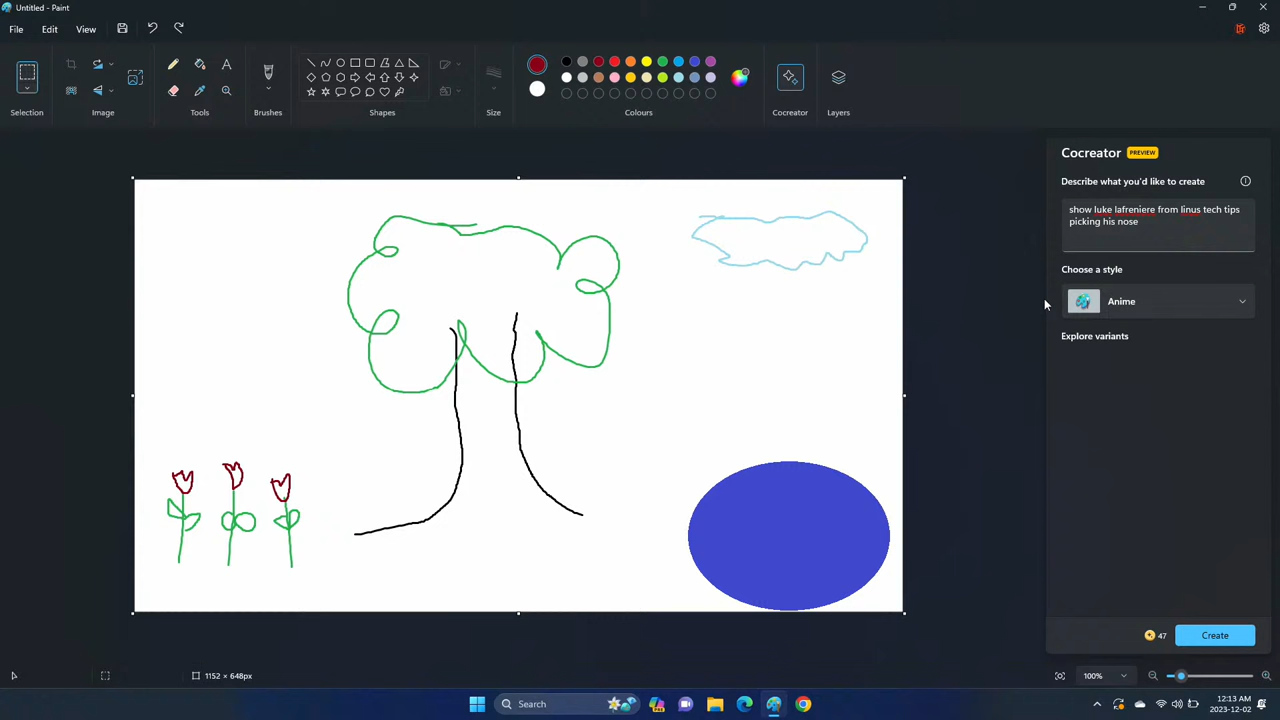 Untitled - Paint
File Edit View
Selection Image Tools Brushes Shapes Size Colours Cocreator Layers
Cocreator PREVIEW
Describe what you'd like to create
show luke lafreniere from linus tech tips
picking his nose
Choose a style
Anime
Explore variants
47 Create
1152 × 648px 100%
Search
12:13 AM
2023-12-02